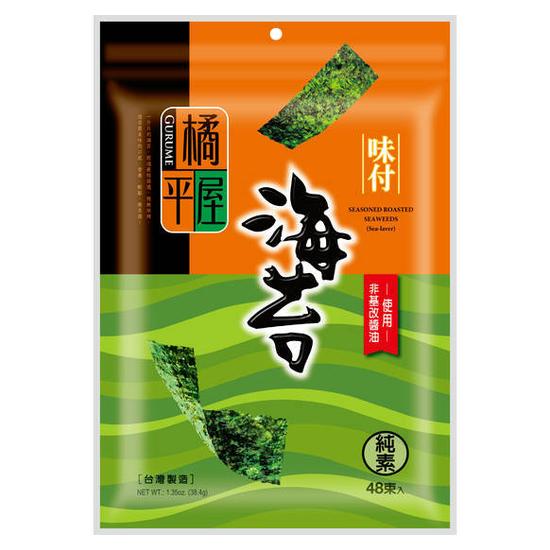 橘平屋
GURUME
味付
SEASONED ROASTED
SEAWEEDS
(Sea-laver)
海苔
使用
非基改醬油
純素
48束入
[台灣製造]
NET WT.: 1.35oz. (38.4g)